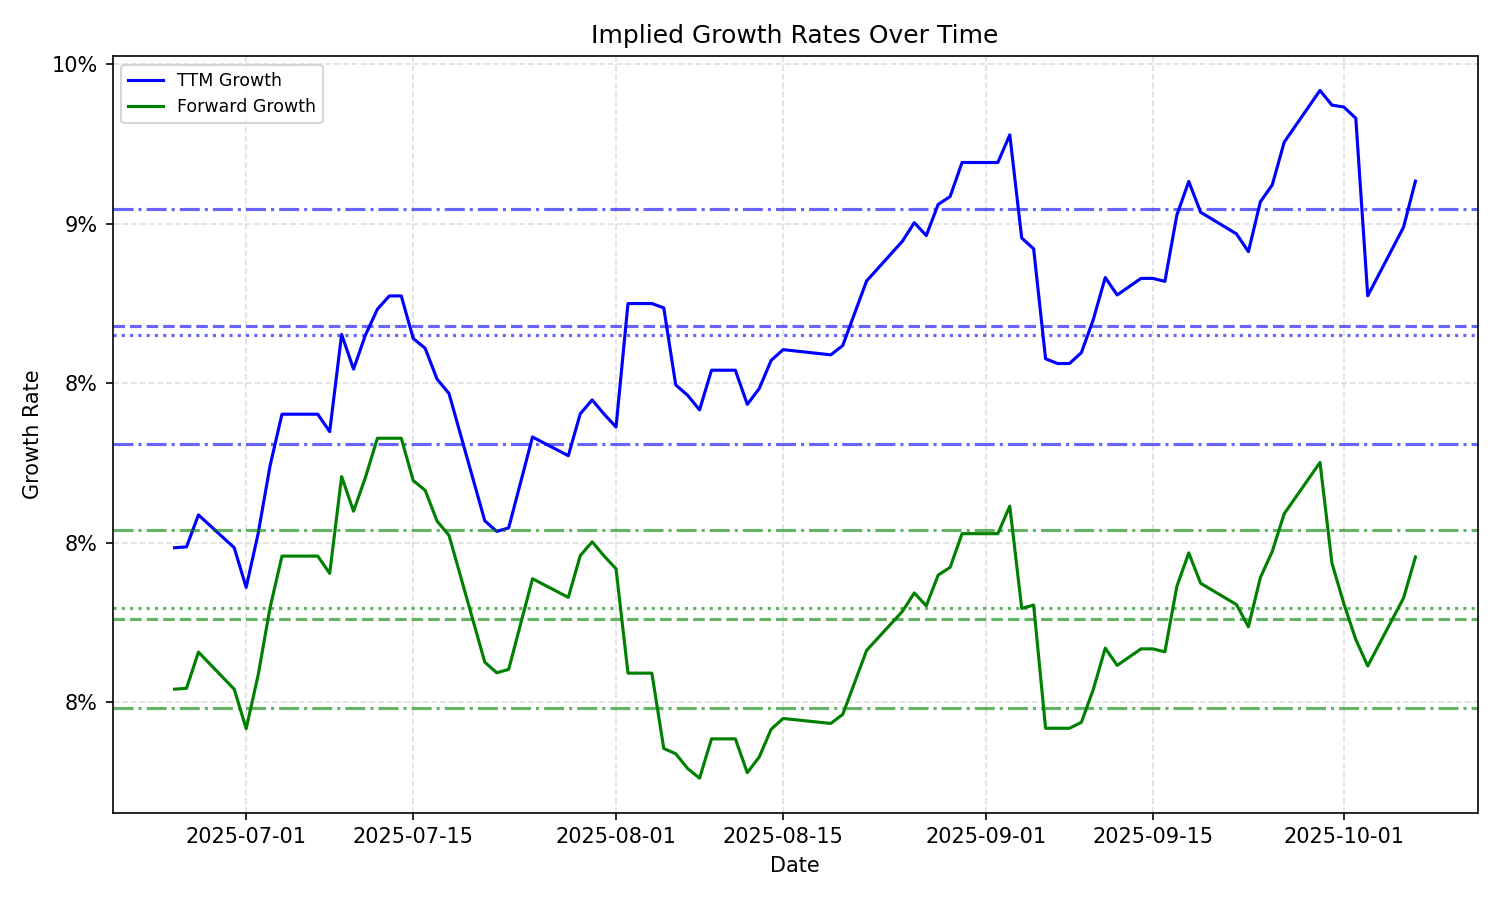 Implied Growth Rates Over Time
TTM Growth
Forward Growth
10%
9%
8%
8%
8%
Growth Rate
2025-07-01
2025-07-15
2025-08-01
2025-08-15
2025-09-01
2025-09-15
2025-10-01
Date